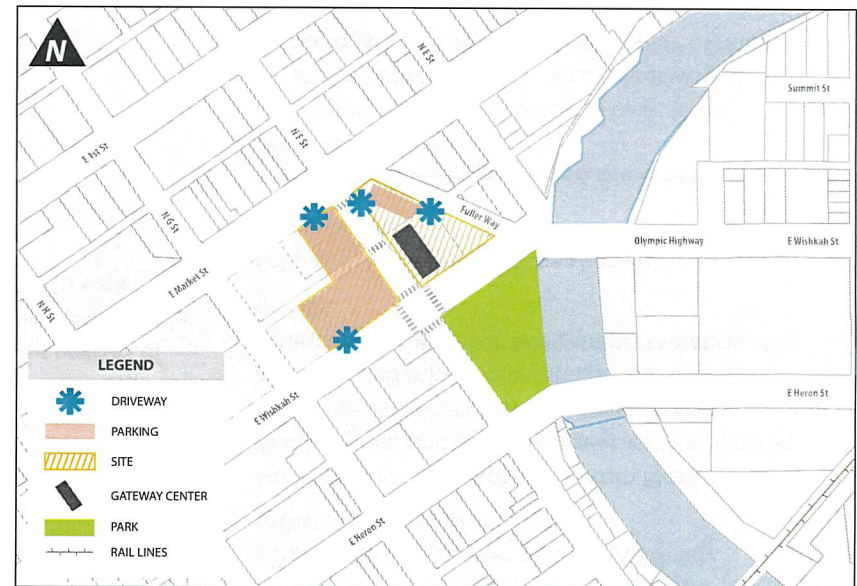 N
N E St
Summit St
E 1st St
N F St
N G St
Fuller Way
Olympic Highway
E Wishkah St
E Market St
N H St
LEGEND
DRIVEWAY
PARKING
SITE
GATEWAY CENTER
PARK
RAIL LINES
E Wishkah St
E Heron St
E Heron St